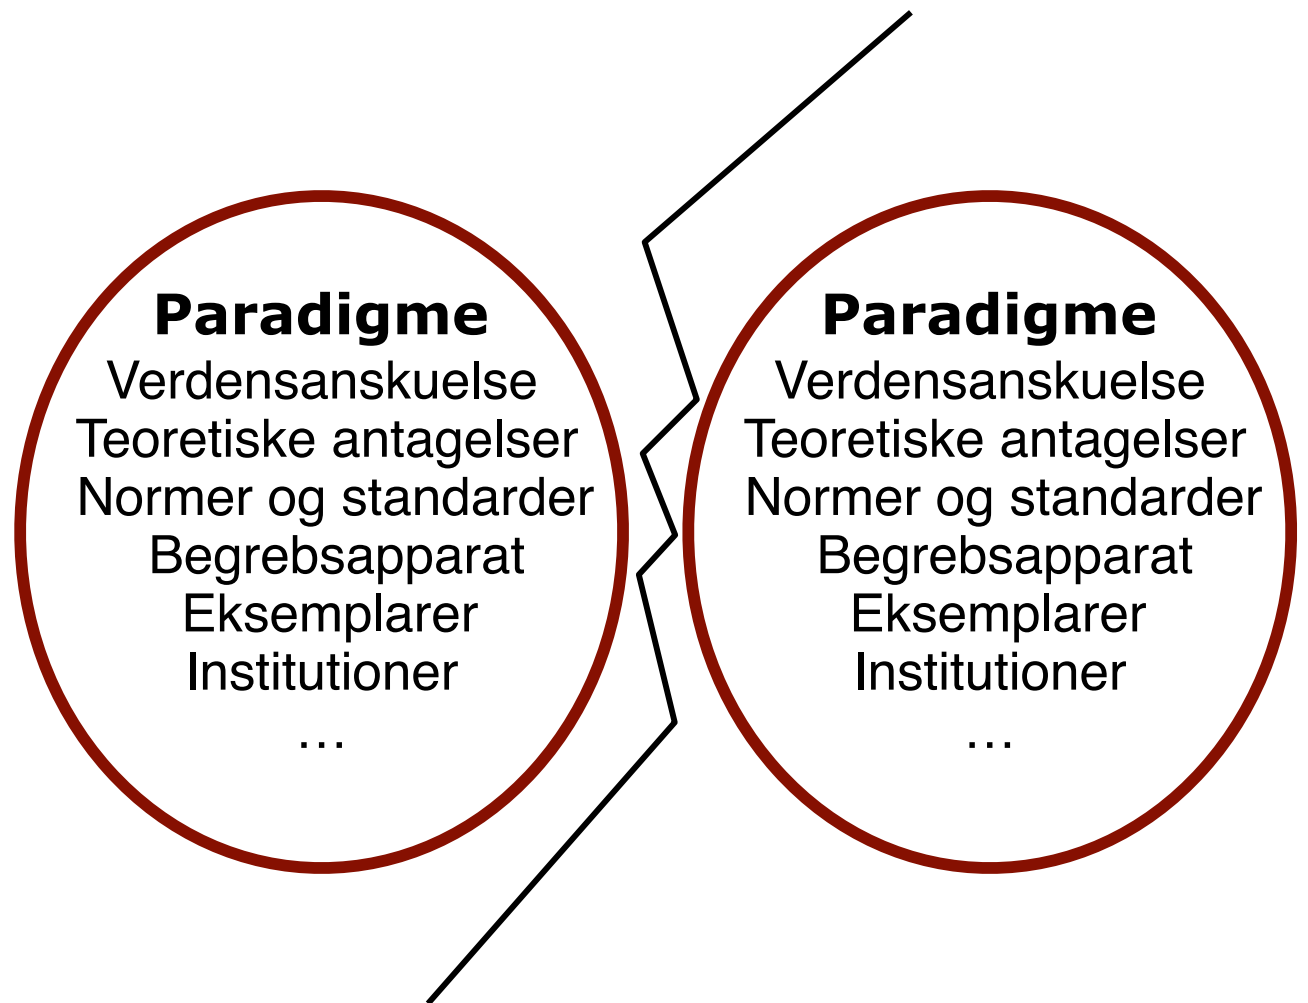 Paradigme
Verdensanskuelse
Teoretiske antagelser
Normer og standarder
Begrebsapparat
Eksemplarer
Institutioner
…
Paradigme
Verdensanskuelse
Teoretiske antagelser
Normer og standarder
Begrebsapparat
Eksemplarer
Institutioner
…